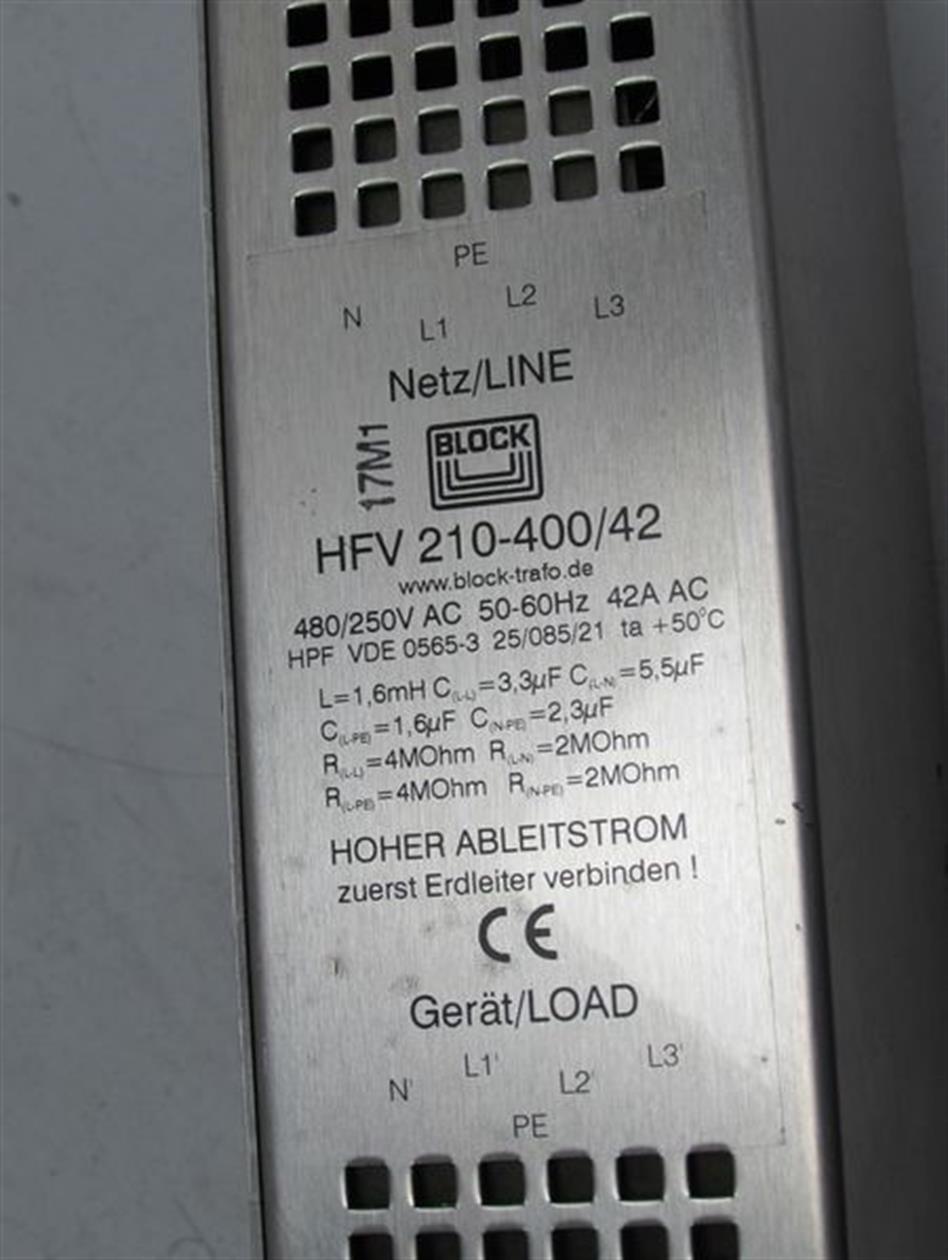 PE
N L1 L2 L3
Netz/LINE
17M1
BLOCK
HFV 210-400/42
www.block-trafo.de
480/250V AC 50-60Hz 42A AC
HPF VDE 0565-3 25/085/21 ta +50°C
L=1,6mH C(L-L)=3,3µF C(L-N)=5,5µF
C(L-PE)=1,6µF C(N-PE)=2,3µF
R(L-L)=4MOhm R(L-N)=2MOhm
R(L-PE)=4MOhm R(N-PE)=2MOhm
HOHER ABLEITSTROM
zuerst Erdleiter verbinden !
CE
Gerät/LOAD
N' L1' L2' L3'
PE